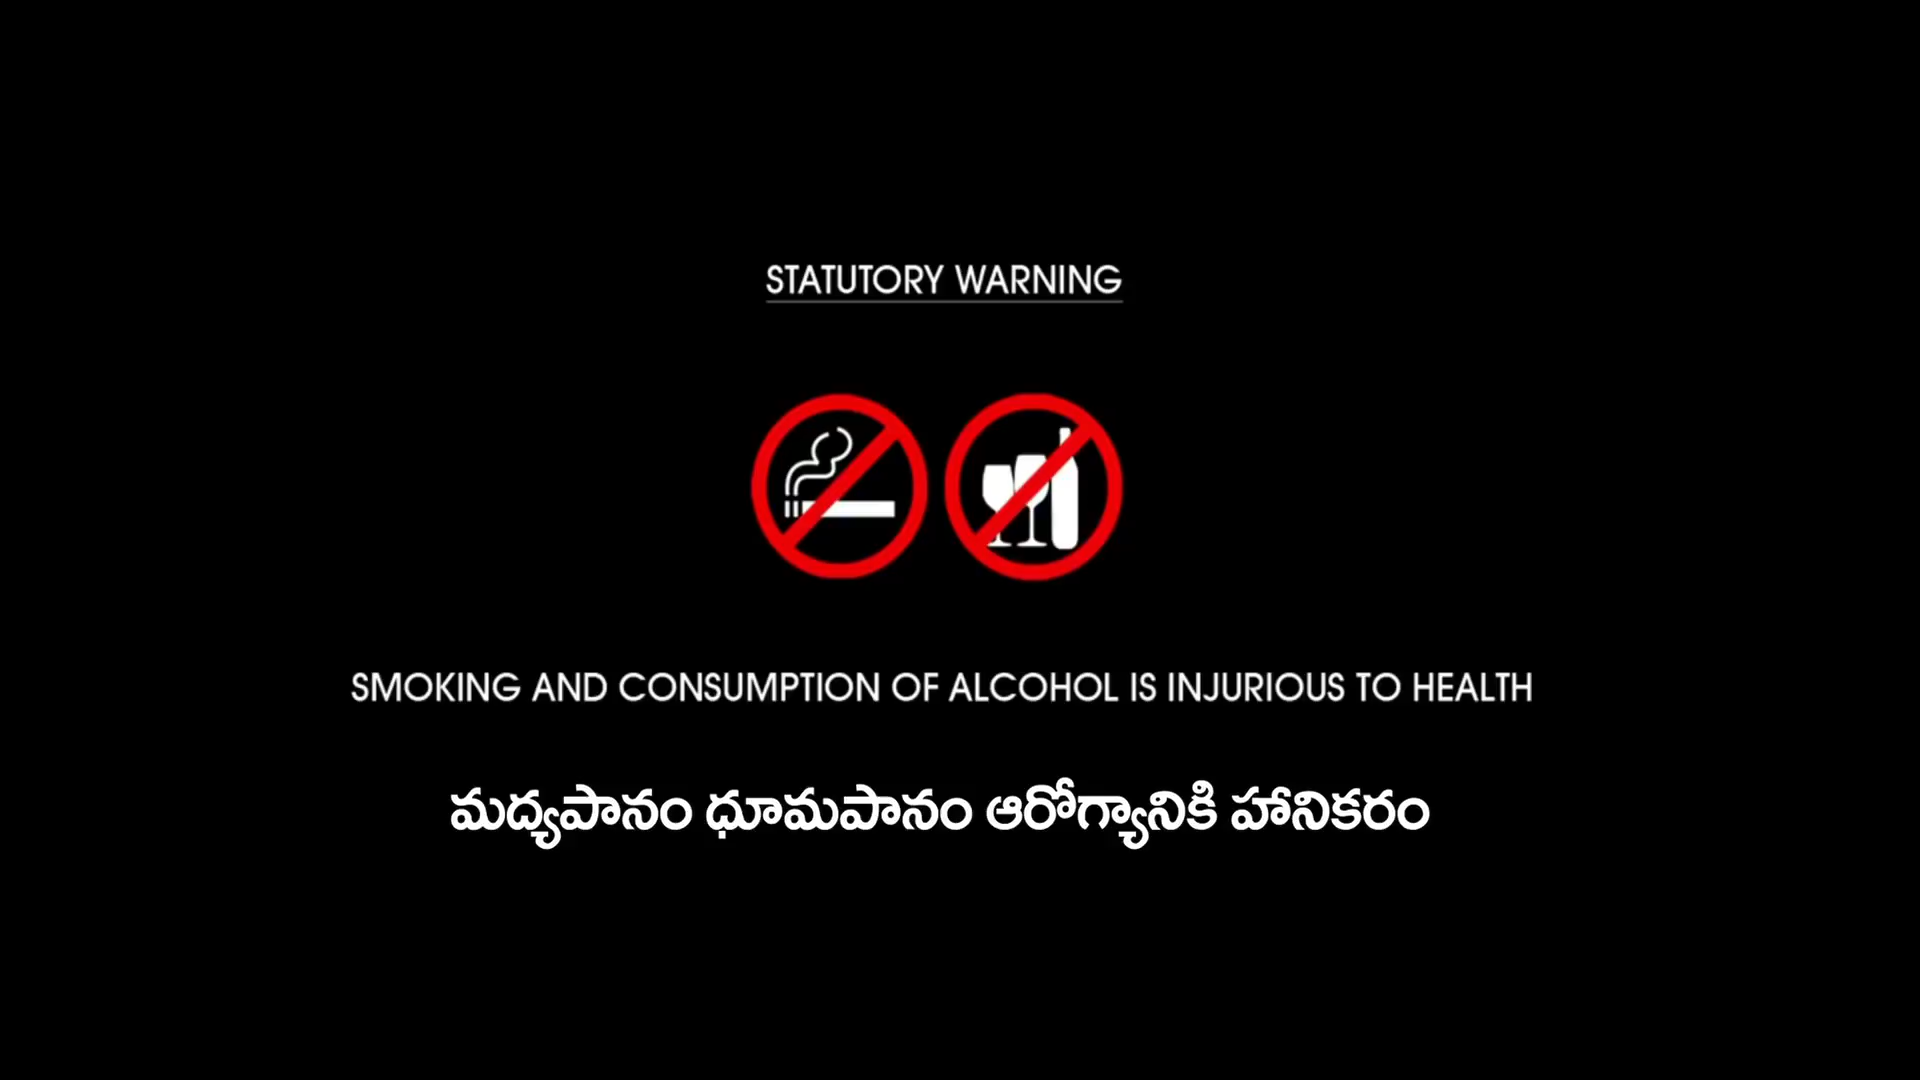 STATUTORY WARNING
SMOKING AND CONSUMPTION OF ALCOHOL IS INJURIOUS TO HEALTH
మద్యపానం ధూమపానం ఆరోగ్యానికి హానికరం